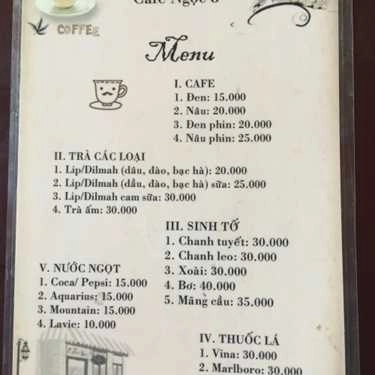 Cafe Ngọc 8
COFFEE
Menu
I. CAFE
1. Đen: 15.000
2. Nâu: 20.000
3. Đen phin: 20.000
4. Nâu phin: 25.000
II. TRÀ CÁC LOẠI
1. Lip/Dilmah (dâu, đào, bạc hà): 20.000
2. Lip/Dilmah (dâu, đào, bạc hà) sữa: 25.000
3. Lip/Dilmah cam sữa: 30.000
4. Trà ấm: 30.000
III. SINH TỐ
1. Chanh tuyết: 30.000
2. Chanh leo: 30.000
3. Xoài: 30.000
4. Bơ: 40.000
5. Mãng cầu: 35.000
V. NƯỚC NGỌT
1. Coca/ Pepsi: 15.000
2. Aquarius: 15.000
3. Mountain: 15.000
4. Lavie: 10.000
IV. THUỐC LÁ
1. Vina: 30.000
2. Marlboro: 30.000